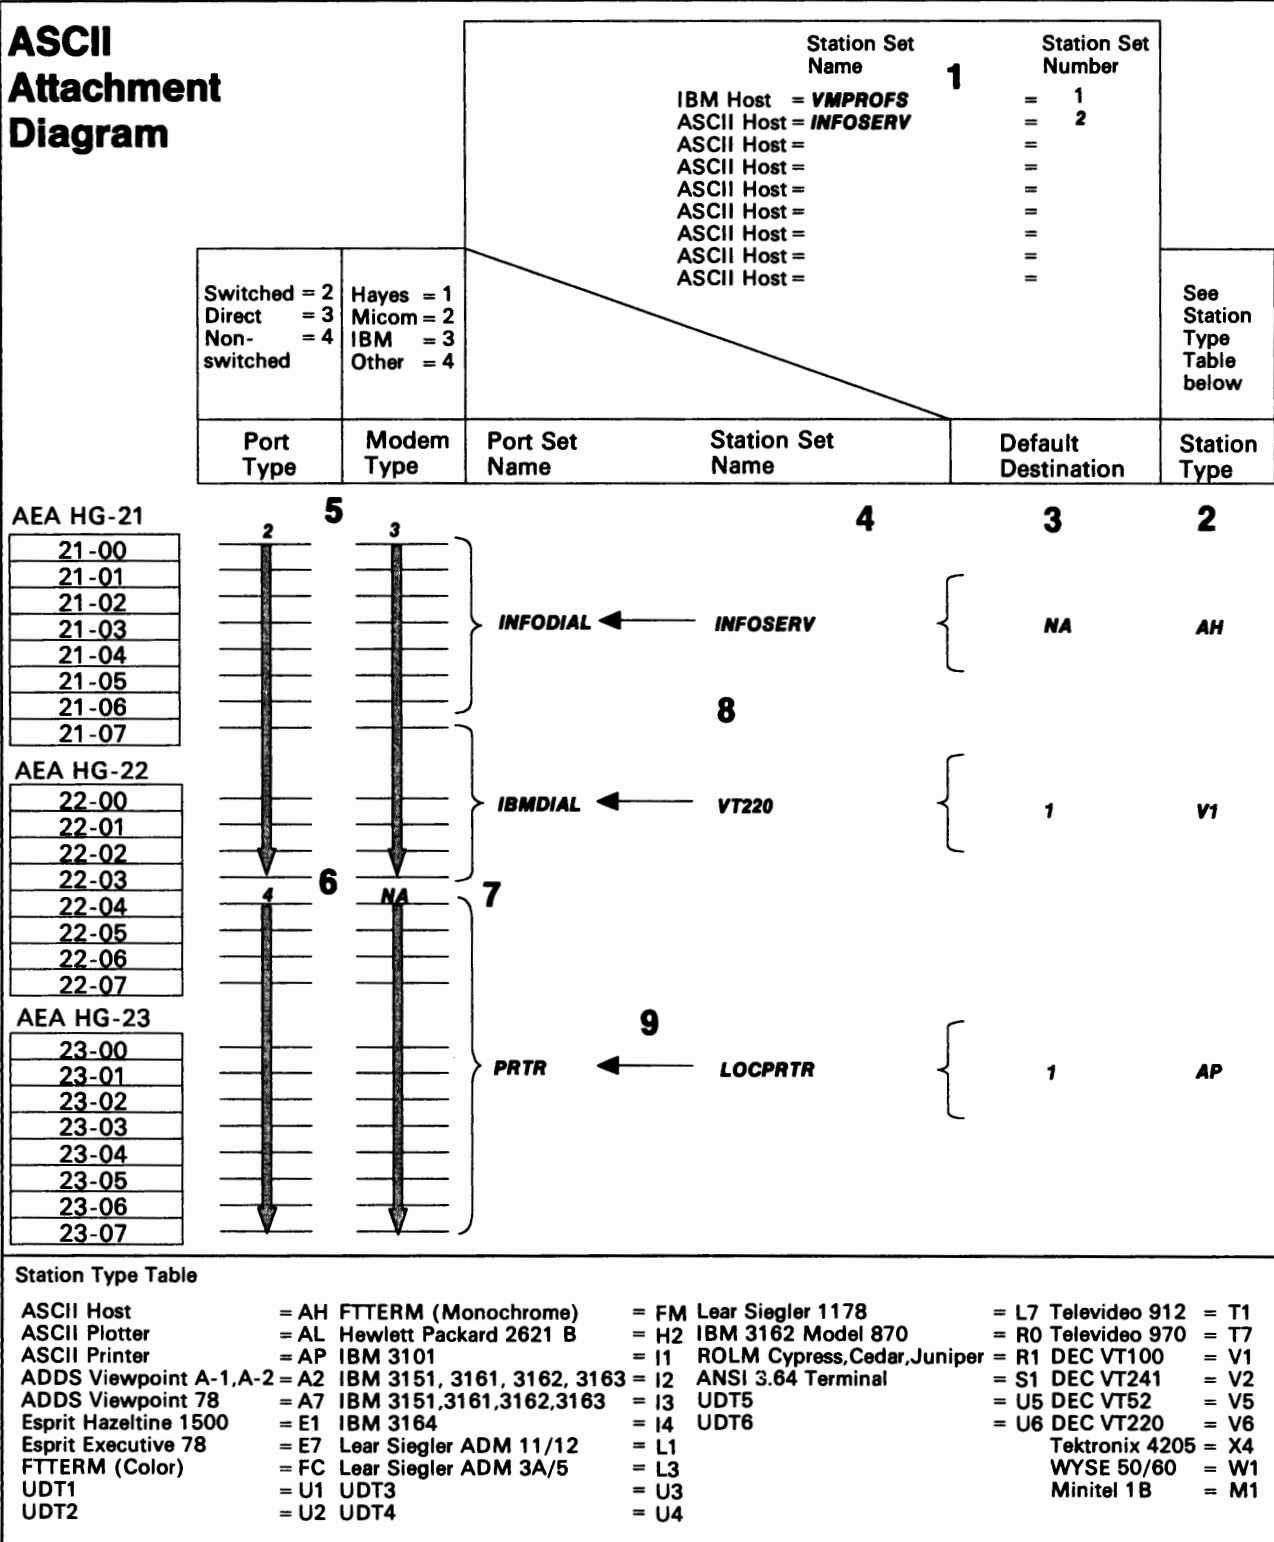 ASCII
Attachment
Diagram
Station Set Name
Station Set Number
1
IBM Host = VMPROFS = 1
ASCII Host = INFOSERV = 2
ASCII Host = =
ASCII Host = =
ASCII Host = =
ASCII Host = =
ASCII Host = =
ASCII Host = =
ASCII Host = =
Switched = 2
Direct = 3
Non- = 4
switched
Hayes = 1
Micom = 2
IBM = 3
Other = 4
See
Station
Type
Table
below
Port Type
Modem Type
Port Set Name
Station Set Name
Default Destination
Station Type
5
4
3
2
AEA HG-21
2
3
21-00
21-01
21-02
21-03
INFODIAL
INFOSERV
NA
AH
21-04
21-05
21-06
21-07
8
AEA HG-22
22-00
IBMDIAL
VT220
1
V1
22-01
22-02
22-03
6
7
4
NA
22-04
22-05
22-06
22-07
AEA HG-23
9
23-00
23-01
PRTR
LOCPRTR
1
AP
23-02
23-03
23-04
23-05
23-06
23-07
Station Type Table
ASCII Host = AH FTTERM (Monochrome) = FM Lear Siegler 1178 = L7 Televideo 912 = T1
ASCII Plotter = AL Hewlett Packard 2621 B = H2 IBM 3162 Model 870 = R0 Televideo 970 = T7
ASCII Printer = AP IBM 3101 = I1 ROLM Cypress,Cedar,Juniper = R1 DEC VT100 = V1
ADDS Viewpoint A-1,A-2 = A2 IBM 3151, 3161, 3162, 3163 = I2 ANSI 3.64 Terminal = S1 DEC VT241 = V2
ADDS Viewpoint 78 = A7 IBM 3151,3161,3162,3163 = I3 UDT5 = U5 DEC VT52 = V5
Esprit Hazeltine 1500 = E1 IBM 3164 = I4 UDT6 = U6 DEC VT220 = V6
Esprit Executive 78 = E7 Lear Siegler ADM 11/12 = L1 Tektronix 4205 = X4
FTTERM (Color) = FC Lear Siegler ADM 3A/5 = L3 WYSE 50/60 = W1
UDT1 = U1 UDT3 = U3 Minitel 1B = M1
UDT2 = U2 UDT4 = U4